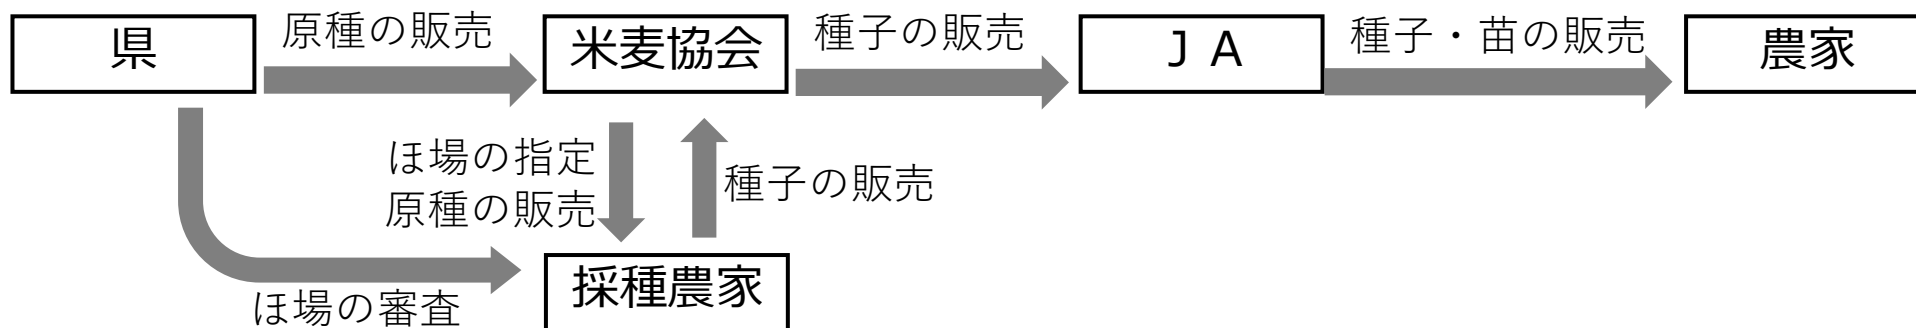 県
原種の販売
米麦協会
種子の販売
ＪＡ
種子・苗の販売
農家
ほ場の指定
原種の販売
種子の販売
ほ場の審査
採種農家